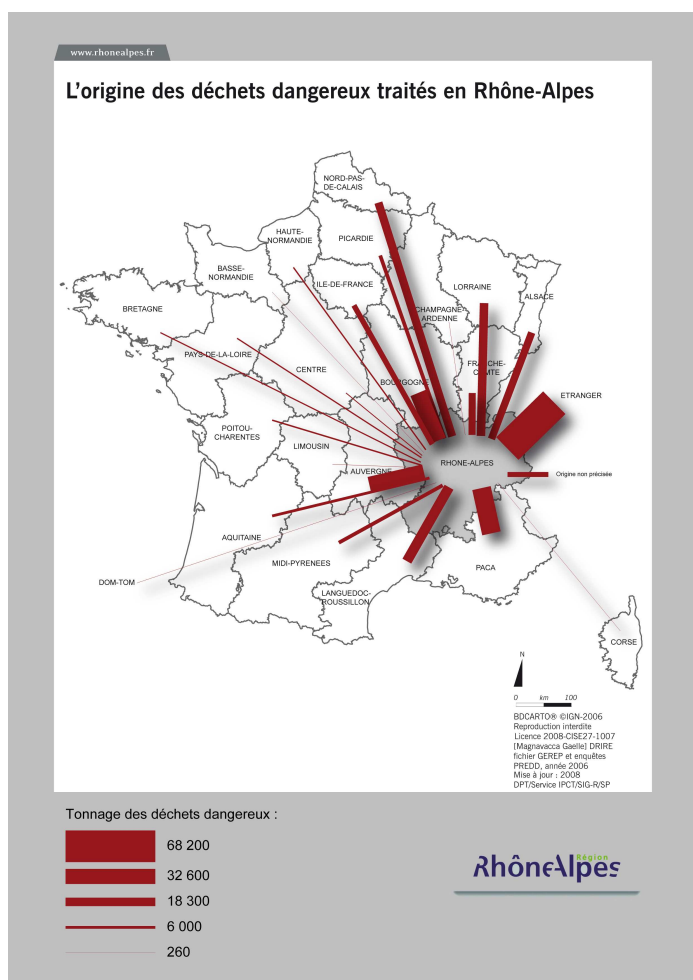 www.rhonealpes.fr
L'origine des déchets dangereux traités en Rhône-Alpes
NORD-PAS-
DE-CALAIS
HAUTE-
NORMANDIE
PICARDIE
BASSE-
NORMANDIE
ILE-DE-FRANCE
LORRAINE
ALSACE
BRETAGNE
CHAMPAGNE
ARDENNE
PAYS-DE-LA-LOIRE
CENTRE
BOURGOGNE
FRANCHE-
COMTE
ETRANGER
POITOU-
CHARENTES
LIMOUSIN
AUVERGNE
RHONE-ALPES
Origine non précisée
AQUITAINE
MIDI-PYRENEES
PACA
DOM-TOM
LANGUEDOC-
ROUSSILLON
CORSE
N
0 km 100
BDCARTO® ©IGN-2006
Reproduction interdite
Licence 2008-CISE27-1007
[Magnavacca Gaelle] DRIRE
fichier GEREP et enquêtes
PREDD, année 2006
Mise à jour : 2008
DPT/Service IPCT/SIG-R/SP
Tonnage des déchets dangereux :
68 200
32 600
18 300
6 000
260
Région
RhôneAlpes